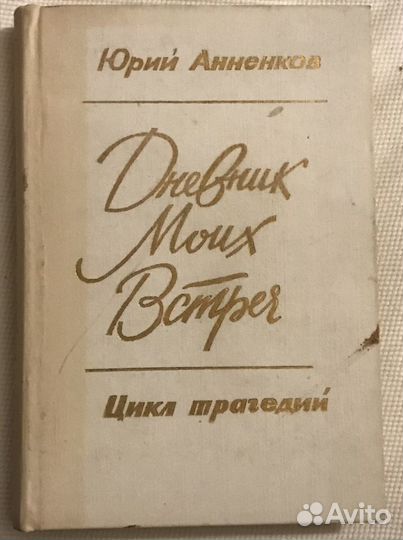 Юрий Анненков
Дневник
Моих
Встреч
Цикл трагедий
Avito